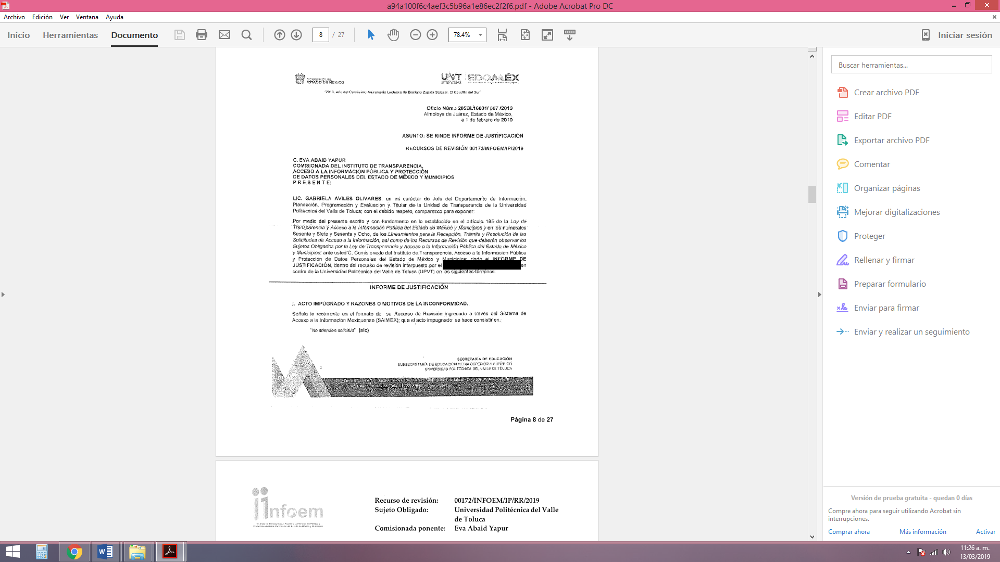 a94a100f6c4aef3c5b96a1e86ec2f2f6.pdf - Adobe Acrobat Pro DC
Archivo Edición Ver Ventana Ayuda
Inicio Herramientas Documento 8 / 27 78.4% Iniciar sesión
GOBIERNO DEL
ESTADO DE MÉXICO
UPVT EDOMÉX
"2019. Año del Centésimo Aniversario Luctuoso de Emiliano Zapata Salazar. El Caudillo del Sur"
Oficio Núm.: 205BL16001/ 887 /2019
Almoloya de Juárez, Estado de México,
a 1 de febrero de 2019
ASUNTO: SE RINDE INFORME DE JUSTIFICACIÓN
RECURSOS DE REVISIÓN 00172/INFOEM/IP/2019
C. EVA ABAID YAPUR
COMISIONADA DEL INSTITUTO DE TRANSPARENCIA,
ACCESO A LA INFORMACIÓN PÚBLICA Y PROTECCIÓN
DE DATOS PERSONALES DEL ESTADO DE MÉXICO Y MUNICIPIOS
P R E S E N T E:
LIC. GABRIELA AVILES OLIVARES, en mi carácter de Jefa del Departamento de Información,
Planeación, Programación y Evaluación y Titular de la Unidad de Transparencia de la Universidad
Politécnica del Valle de Toluca; con el debido respeto, comparezco para exponer:
Por medio del presente escrito y con fundamento en lo establecido en el artículo 185 de la Ley de
Transparencia y Acceso a la Información Pública del Estado de México y Municipios y en los numerales
Sesenta y Siete y Sesenta y Ocho, de los Lineamientos para la Recepción, Trámite y Resolución de las
Solicitudes de Acceso a la Información, así como de los Recursos de Revisión que deberán observar los
Sujetos Obligados por la Ley de Transparencia y Acceso a la Información Pública del Estado de México
y Municipios; ante usted C. Comisionado del Instituto de Transparencia, Acceso a la Información Pública
y Protección de Datos Personales del Estado de México y Municipios; rindo el INFORME DE
JUSTIFICACIÓN, dentro del recurso de revisión interpuesto por el en
contra de la Universidad Politécnica del Valle de Toluca (UPVT) en los siguientes términos:
INFORME DE JUSTIFICACIÓN
I. ACTO IMPUGNADO Y RAZONES O MOTIVOS DE LA INCONFORMIDAD.
Señala la recurrente en el formato de su Recurso de Revisión ingresado a través del Sistema de
Acceso a la Información Mexiquense (SAIMEX); que el acto impugnado se hace consistir en:
"No atienden solicitud" (sic)
1
SECRETARÍA DE EDUCACIÓN
SUBSECRETARÍA DE EDUCACIÓN MEDIA SUPERIOR Y SUPERIOR
UNIVERSIDAD POLITÉCNICA DEL VALLE DE TOLUCA
Página 8 de 27
infoem
Instituto de Transparencia, Acceso a la Información Pública y
Protección de Datos Personales del Estado de México y Municipios
Recurso de revisión: 00172/INFOEM/IP/RR/2019
Sujeto Obligado: Universidad Politécnica del Valle
de Toluca
Comisionada ponente: Eva Abaid Yapur
Buscar herramientas...
Crear archivo PDF
Editar PDF
Exportar archivo PDF
Comentar
Organizar páginas
Mejorar digitalizaciones
Proteger
Rellenar y firmar
Preparar formulario
Enviar para firmar
Enviar y realizar un seguimiento
Versión de prueba gratuita - quedan 0 días
Compre ahora para seguir utilizando Acrobat sin
interrupciones.
Comprar ahora Más información Activar
11:26 a. m.
13/03/2019